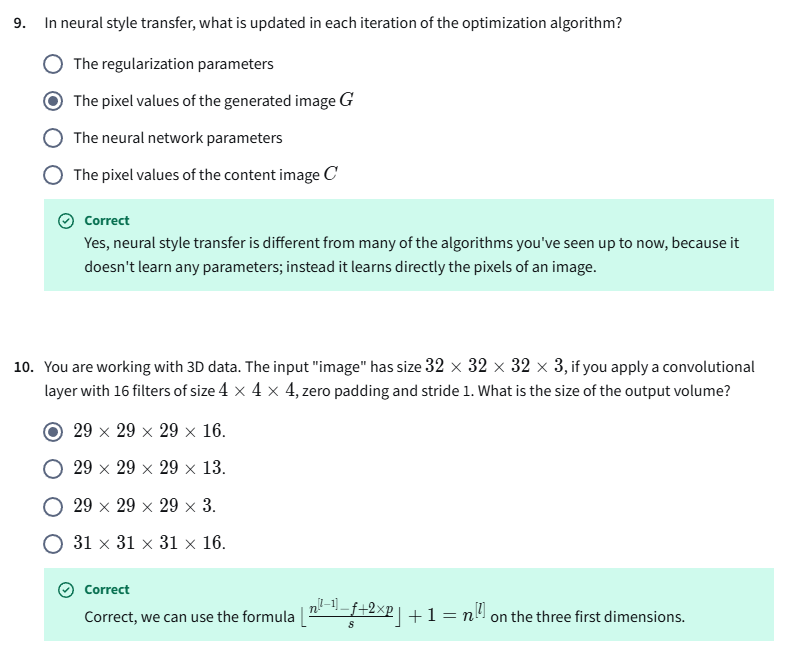 9. In neural style transfer, what is updated in each iteration of the optimization algorithm?
The regularization parameters
The pixel values of the generated image G
The neural network parameters
The pixel values of the content image C
Correct
Yes, neural style transfer is different from many of the algorithms you've seen up to now, because it
doesn't learn any parameters; instead it learns directly the pixels of an image.
10. You are working with 3D data. The input "image" has size 32 × 32 × 32 × 3, if you apply a convolutional
layer with 16 filters of size 4 × 4 × 4, zero padding and stride 1. What is the size of the output volume?
29 × 29 × 29 × 16.
29 × 29 × 29 × 13.
29 × 29 × 29 × 3.
31 × 31 × 31 × 16.
Correct
Correct, we can use the formula ⌊(n^[l−1]−f+2×p)/s⌋ + 1 = n^[l] on the three first dimensions.